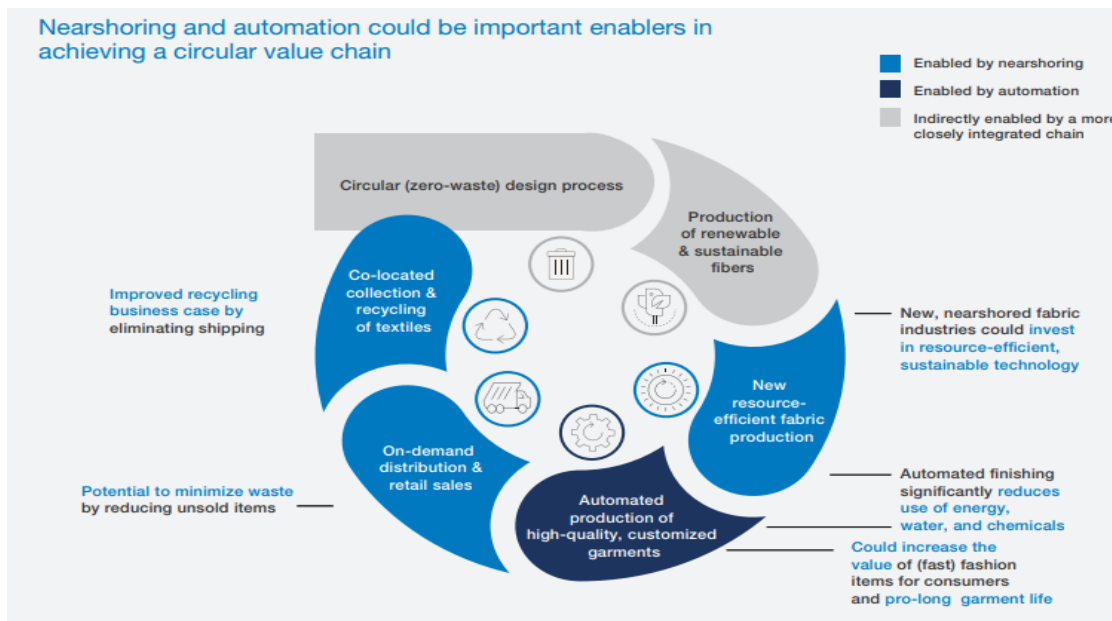 Nearshoring and automation could be important enablers in
achieving a circular value chain
Enabled by nearshoring
Enabled by automation
Indirectly enabled by a more
closely integrated chain
Circular (zero-waste) design process
Production
of renewable
& sustainable
fibers
New, nearshored fabric
industries could invest
in resource-efficient,
sustainable technology
New
resource-
efficient fabric
production
Automated finishing
significantly reduces
use of energy,
water, and chemicals
Automated
production of
high-quality, customized
garments
Could increase the
value of (fast) fashion
items for consumers
and pro-long garment life
On-demand
distribution &
retail sales
Potential to minimize waste
by reducing unsold items
Co-located
collection &
recycling
of textiles
Improved recycling
business case by
eliminating shipping